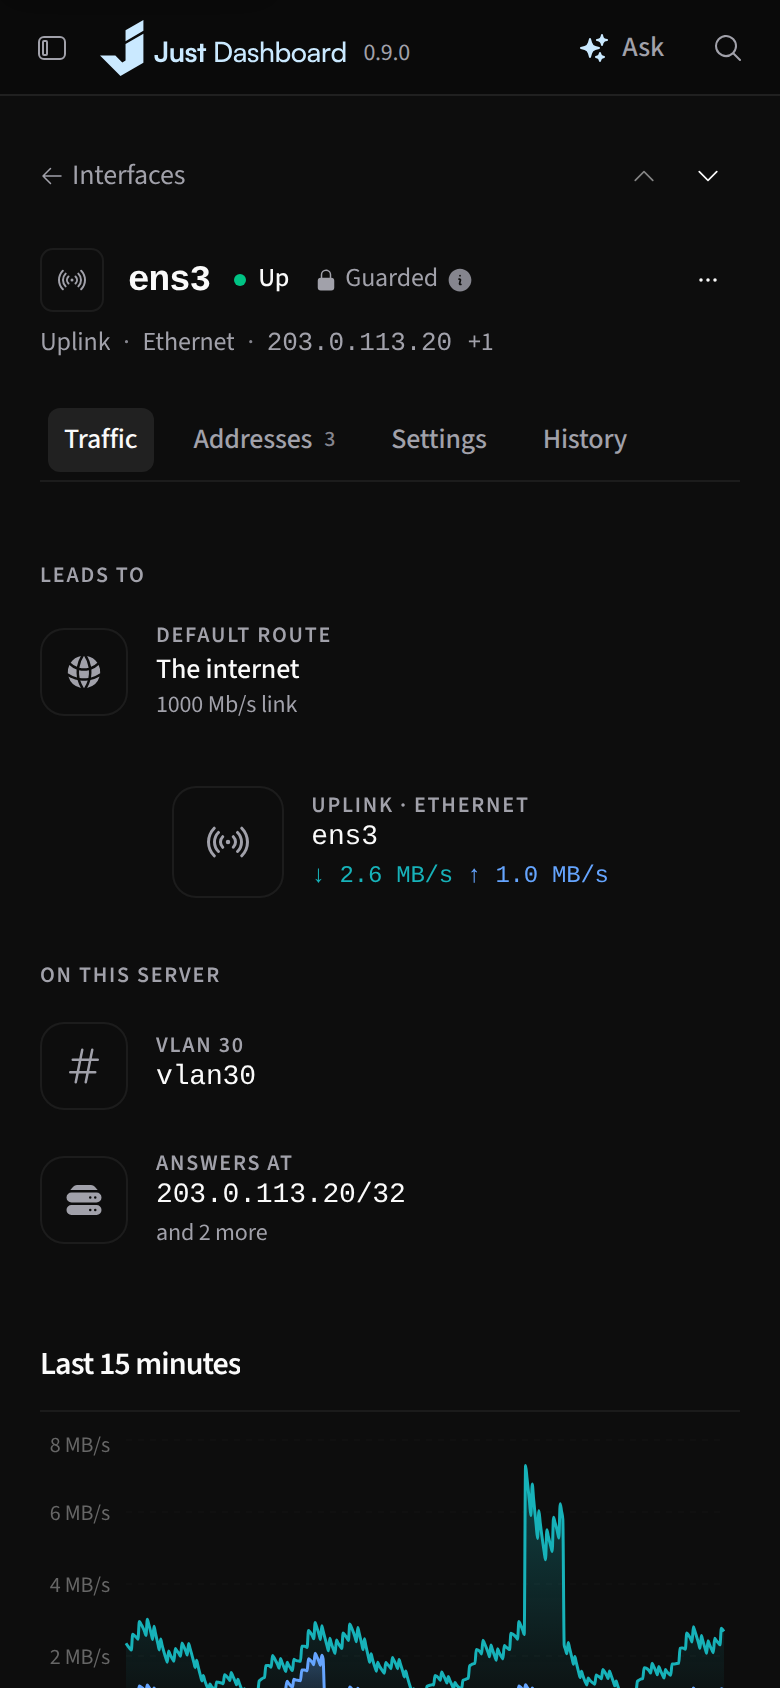 Just Dashboard 0.9.0 Ask
← Interfaces
ens3 Up Guarded
Uplink · Ethernet · 203.0.113.20 +1
Traffic Addresses 3 Settings History
LEADS TO
DEFAULT ROUTE
The internet
1000 Mb/s link
UPLINK · ETHERNET
ens3
↓ 2.6 MB/s ↑ 1.0 MB/s
ON THIS SERVER
VLAN 30
vlan30
ANSWERS AT
203.0.113.20/32
and 2 more
Last 15 minutes
8 MB/s
6 MB/s
4 MB/s
2 MB/s